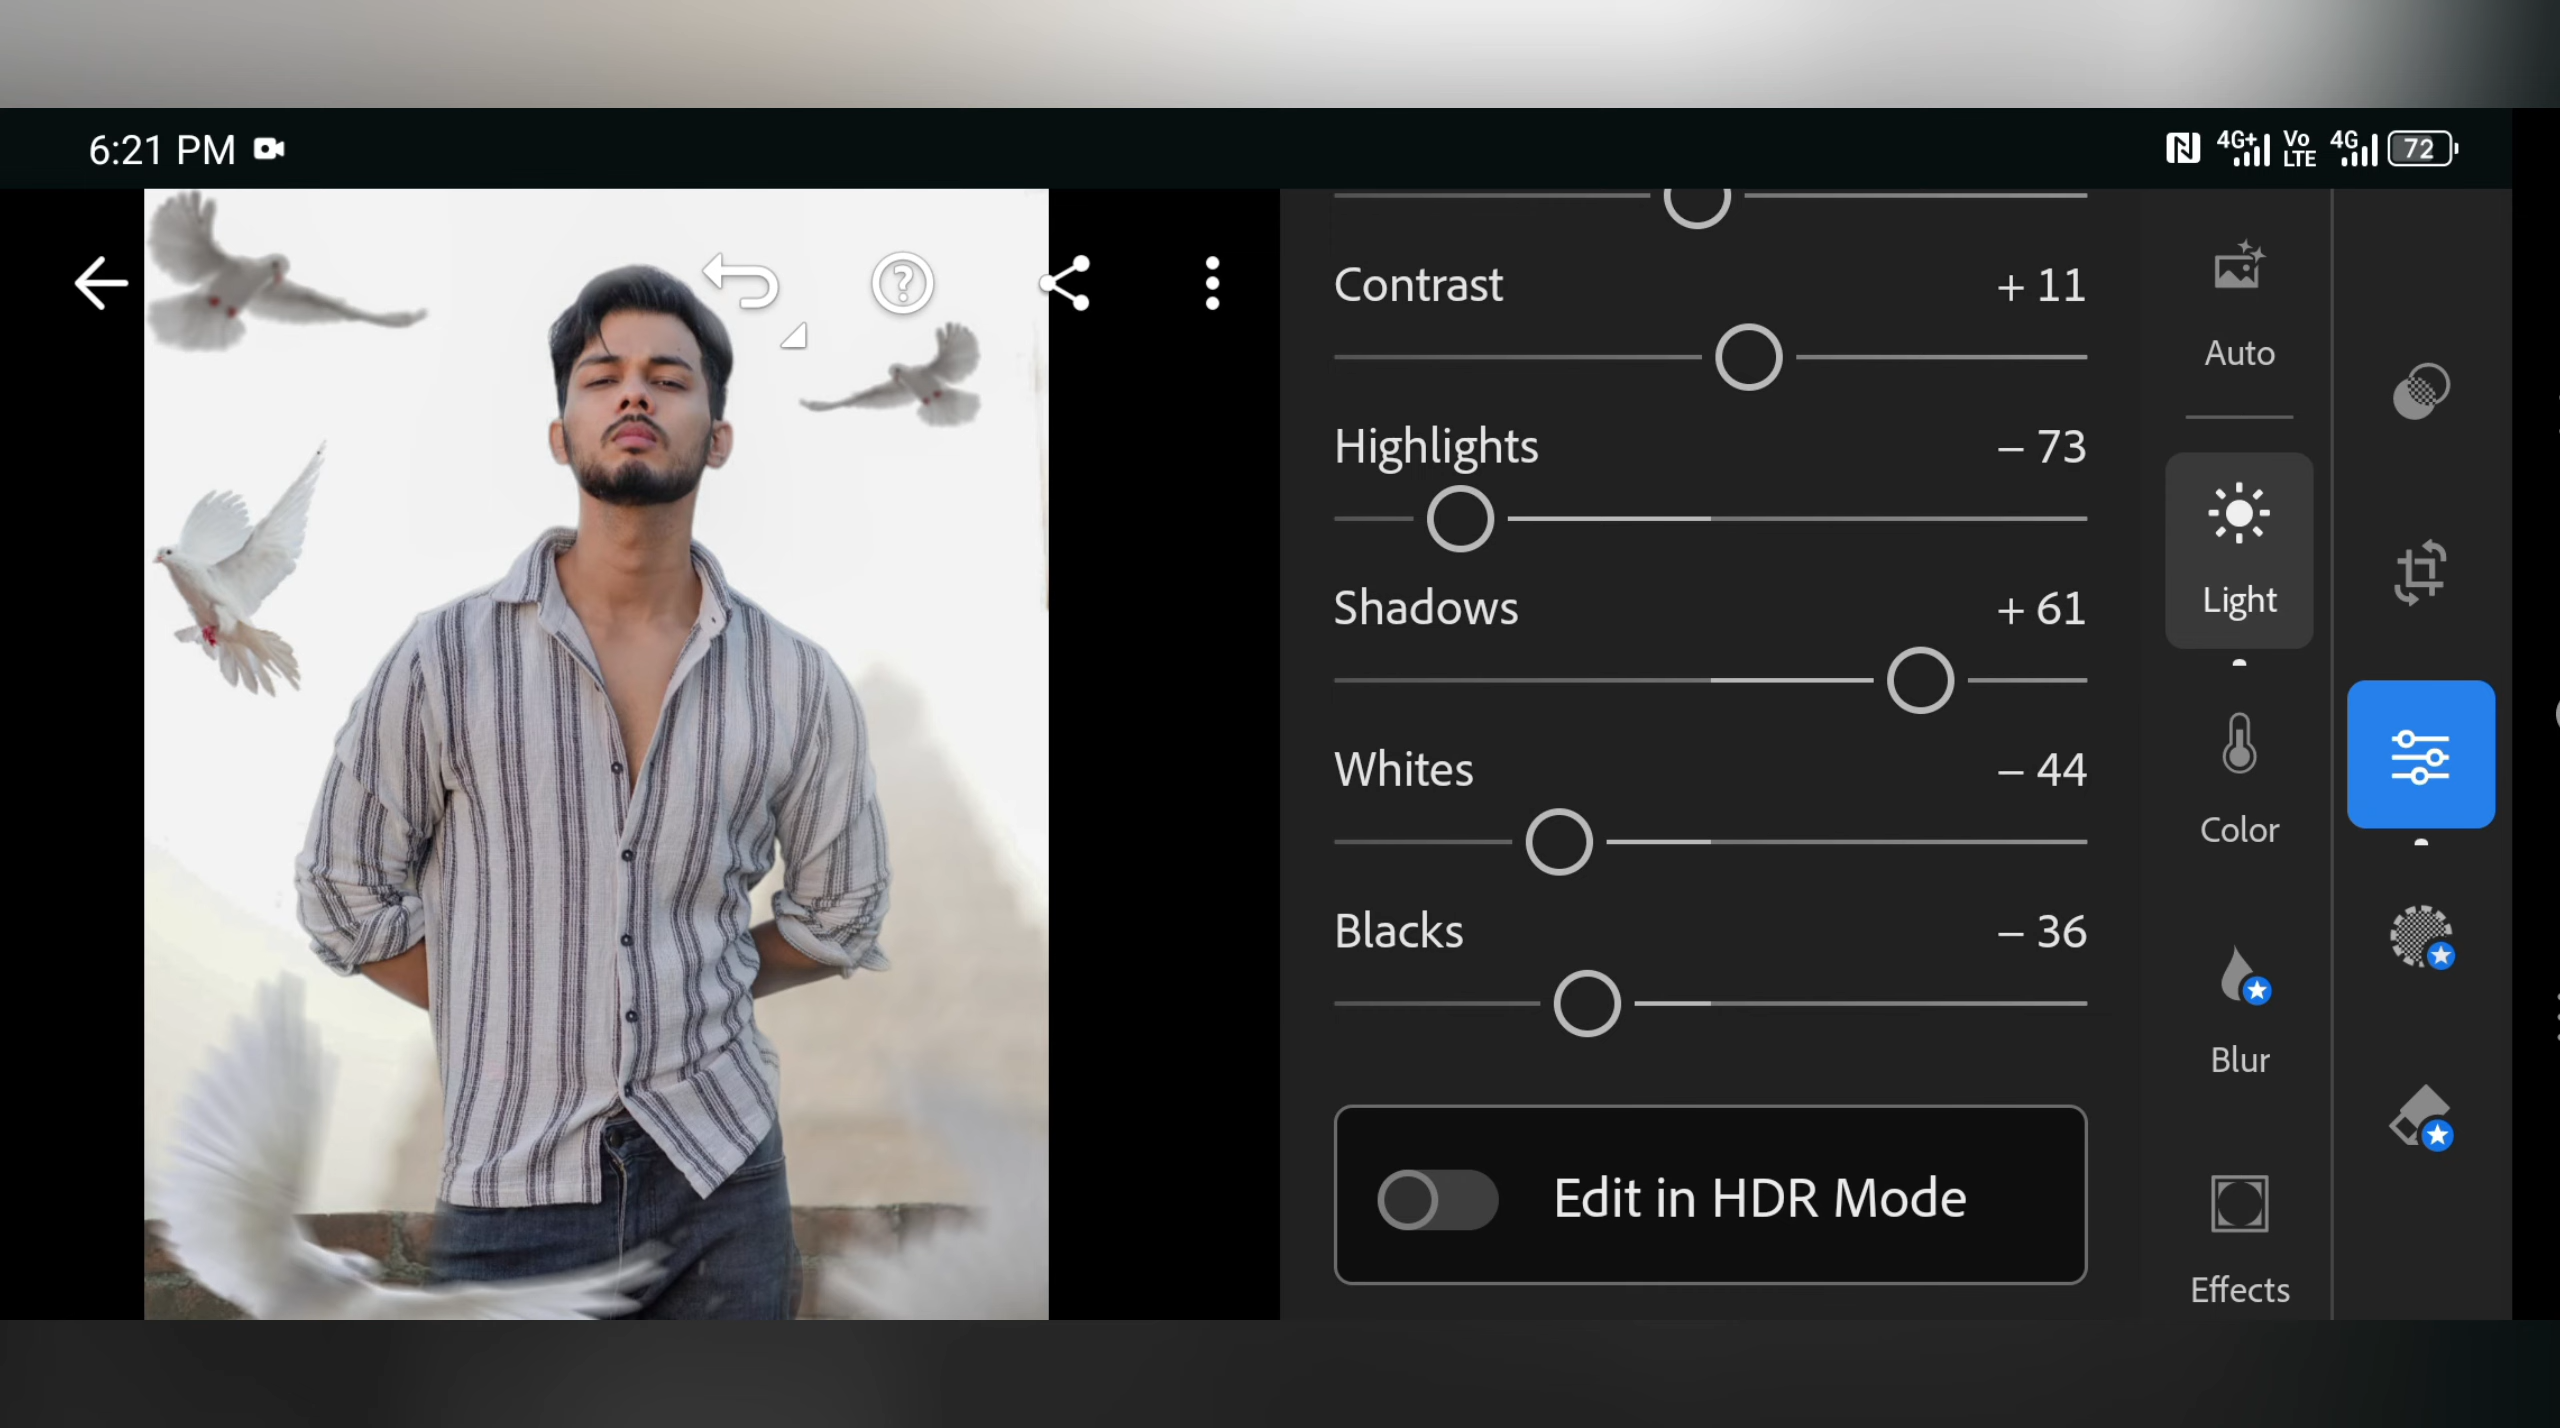 6:21 PM
4G+ Vo LTE 4G 72
Contrast + 11
Highlights – 73
Shadows + 61
Whites – 44
Blacks – 36
Edit in HDR Mode
Auto
Light
Color
Blur
Effects